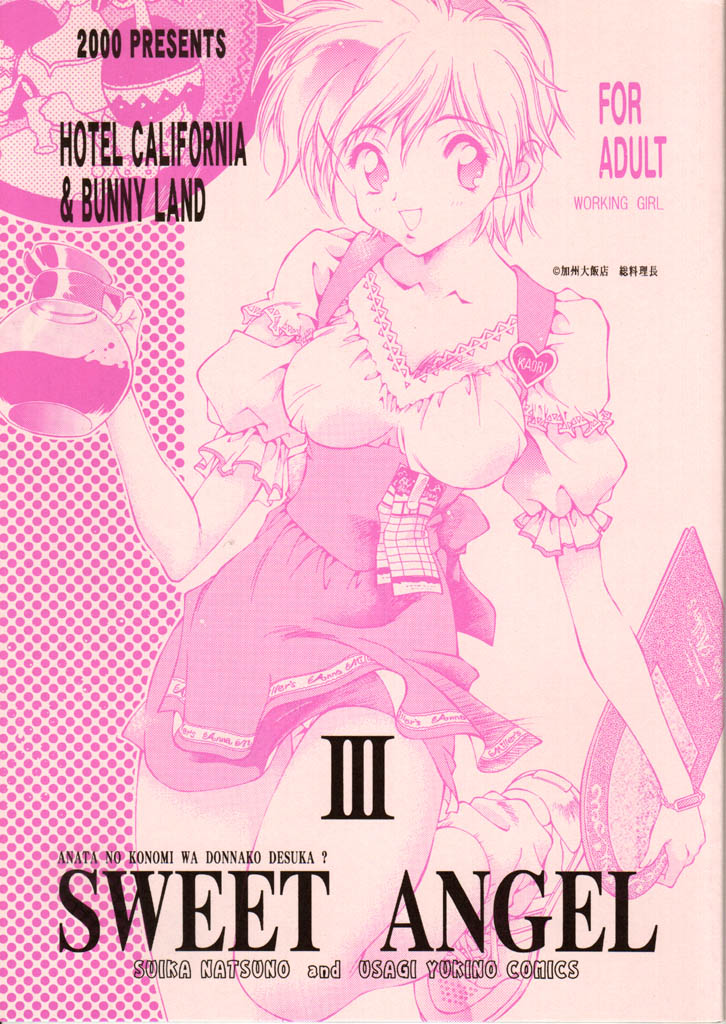 2000 PRESENTS
HOTEL CALIFORNIA
& BUNNY LAND
FOR
ADULT
WORKING GIRL
©加州大飯店 総料理長
KAORI
III
ANATA NO KONOMI WA DONNAKO DESUKA ?
SWEET ANGEL
SUIKA NATSUNO and USAGI YUKINO COMICS